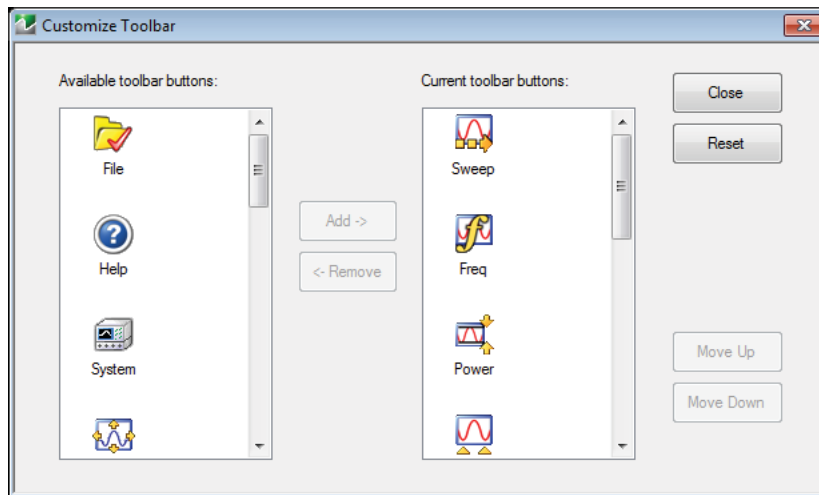 Customize Toolbar
Available toolbar buttons:
Current toolbar buttons:
File
Help
System
Add ->
<- Remove
Sweep
Freq
Power
Close
Reset
Move Up
Move Down